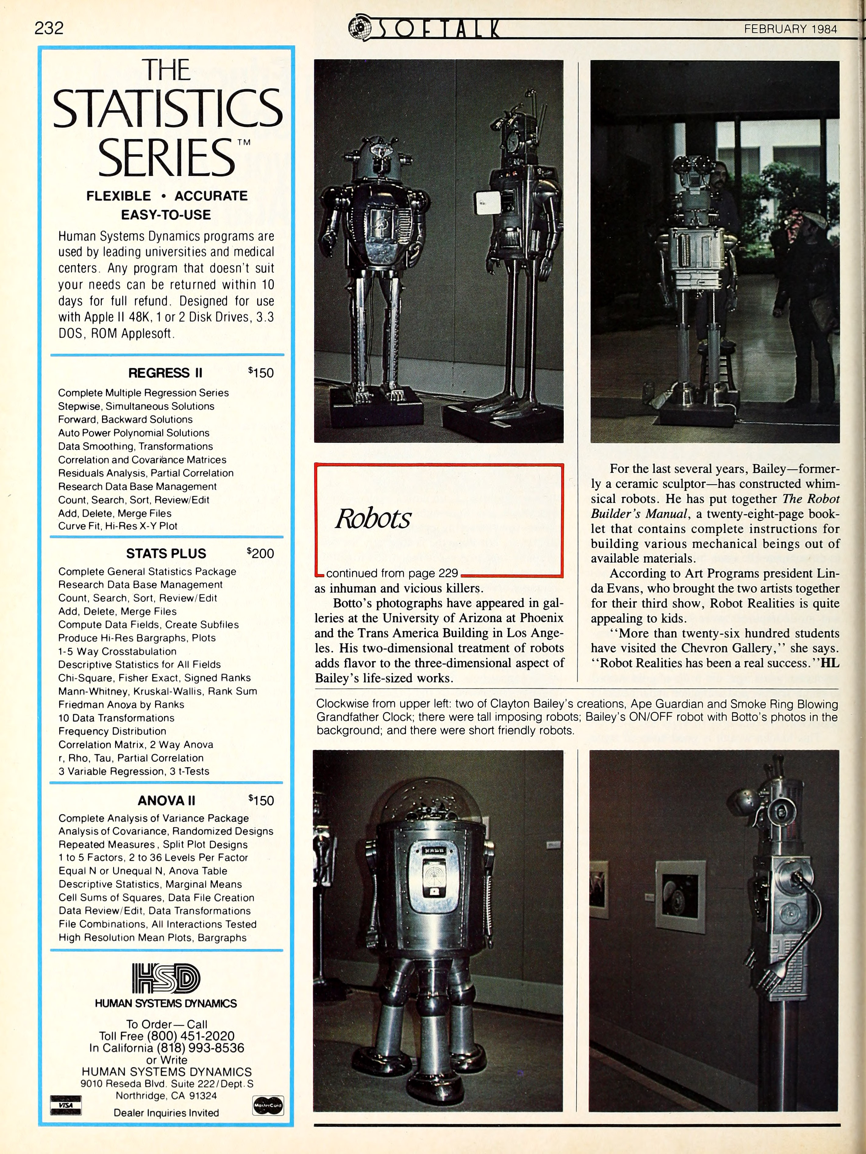 232
SOFTALK
FEBRUARY 1984
THE
STATISTICS
SERIES™
FLEXIBLE • ACCURATE
EASY-TO-USE
Human Systems Dynamics programs are
used by leading universities and medical
centers. Any program that doesn't suit
your needs can be returned within 10
days for full refund. Designed for use
with Apple II 48K, 1 or 2 Disk Drives, 3.3
DOS, ROM Applesoft.
REGRESS II $150
Complete Multiple Regression Series
Stepwise, Simultaneous Solutions
Forward, Backward Solutions
Auto Power Polynomial Solutions
Data Smoothing, Transformations
Correlation and Covariance Matrices
Residuals Analysis, Partial Correlation
Research Data Base Management
Count, Search, Sort, Review/Edit
Add, Delete, Merge Files
Curve Fit, Hi-Res X-Y Plot
STATS PLUS $200
Complete General Statistics Package
Research Data Base Management
Count, Search, Sort, Review/Edit
Add, Delete, Merge Files
Compute Data Fields, Create Subfiles
Produce Hi-Res Bargraphs, Plots
1-5 Way Crosstabulation
Descriptive Statistics for All Fields
Chi-Square, Fisher Exact, Signed Ranks
Mann-Whitney, Kruskal-Wallis, Rank Sum
Friedman Anova by Ranks
10 Data Transformations
Frequency Distribution
Correlation Matrix, 2 Way Anova
r, Rho, Tau, Partial Correlation
3 Variable Regression, 3 t-Tests
ANOVA II $150
Complete Analysis of Variance Package
Analysis of Covariance, Randomized Designs
Repeated Measures, Split Plot Designs
1 to 5 Factors, 2 to 36 Levels Per Factor
Equal N or Unequal N, Anova Table
Descriptive Statistics, Marginal Means
Cell Sums of Squares, Data File Creation
Data Review/Edit, Data Transformations
File Combinations, All Interactions Tested
High Resolution Mean Plots, Bargraphs
HSD
HUMAN SYSTEMS DYNAMICS
To Order—Call
Toll Free (800) 451-2020
In California (818) 993-8536
or Write
HUMAN SYSTEMS DYNAMICS
9010 Reseda Blvd. Suite 222/Dept. S
Northridge, CA 91324
VISA
Dealer Inquiries Invited
MasterCard
Robots
continued from page 229
as inhuman and vicious killers.
Botto's photographs have appeared in gal-
leries at the University of Arizona at Phoenix
and the Trans America Building in Los Ange-
les. His two-dimensional treatment of robots
adds flavor to the three-dimensional aspect of
Bailey's life-sized works.
For the last several years, Bailey—former-
ly a ceramic sculptor—has constructed whim-
sical robots. He has put together The Robot
Builder's Manual, a twenty-eight-page book-
let that contains complete instructions for
building various mechanical beings out of
available materials.
According to Art Programs president Lin-
da Evans, who brought the two artists together
for their third show, Robot Realities is quite
appealing to kids.
"More than twenty-six hundred students
have visited the Chevron Gallery," she says.
"Robot Realities has been a real success." HL
Clockwise from upper left: two of Clayton Bailey's creations, Ape Guardian and Smoke Ring Blowing
Grandfather Clock; there were tall imposing robots; Bailey's ON/OFF robot with Botto's photos in the
background; and there were short friendly robots.